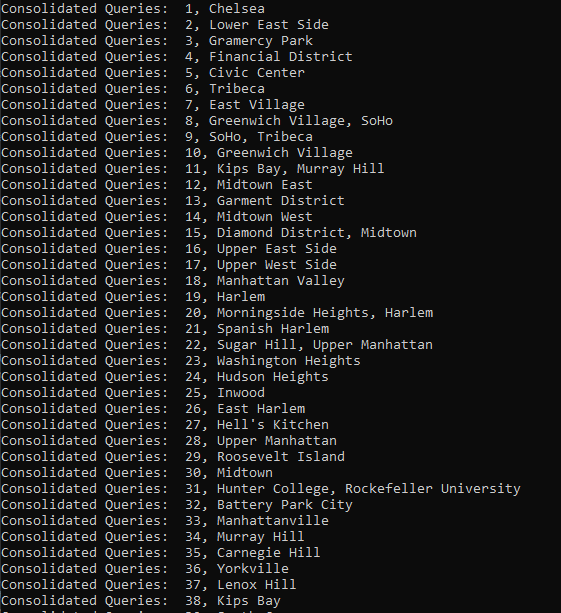 Consolidated Queries:  1, Chelsea
Consolidated Queries:  2, Lower East Side
Consolidated Queries:  3, Gramercy Park
Consolidated Queries:  4, Financial District
Consolidated Queries:  5, Civic Center
Consolidated Queries:  6, Tribeca
Consolidated Queries:  7, East Village
Consolidated Queries:  8, Greenwich Village, SoHo
Consolidated Queries:  9, SoHo, Tribeca
Consolidated Queries:  10, Greenwich Village
Consolidated Queries:  11, Kips Bay, Murray Hill
Consolidated Queries:  12, Midtown East
Consolidated Queries:  13, Garment District
Consolidated Queries:  14, Midtown West
Consolidated Queries:  15, Diamond District, Midtown
Consolidated Queries:  16, Upper East Side
Consolidated Queries:  17, Upper West Side
Consolidated Queries:  18, Manhattan Valley
Consolidated Queries:  19, Harlem
Consolidated Queries:  20, Morningside Heights, Harlem
Consolidated Queries:  21, Spanish Harlem
Consolidated Queries:  22, Sugar Hill, Upper Manhattan
Consolidated Queries:  23, Washington Heights
Consolidated Queries:  24, Hudson Heights
Consolidated Queries:  25, Inwood
Consolidated Queries:  26, East Harlem
Consolidated Queries:  27, Hell's Kitchen
Consolidated Queries:  28, Upper Manhattan
Consolidated Queries:  29, Roosevelt Island
Consolidated Queries:  30, Midtown
Consolidated Queries:  31, Hunter College, Rockefeller University
Consolidated Queries:  32, Battery Park City
Consolidated Queries:  33, Manhattanville
Consolidated Queries:  34, Murray Hill
Consolidated Queries:  35, Carnegie Hill
Consolidated Queries:  36, Yorkville
Consolidated Queries:  37, Lenox Hill
Consolidated Queries:  38, Kips Bay